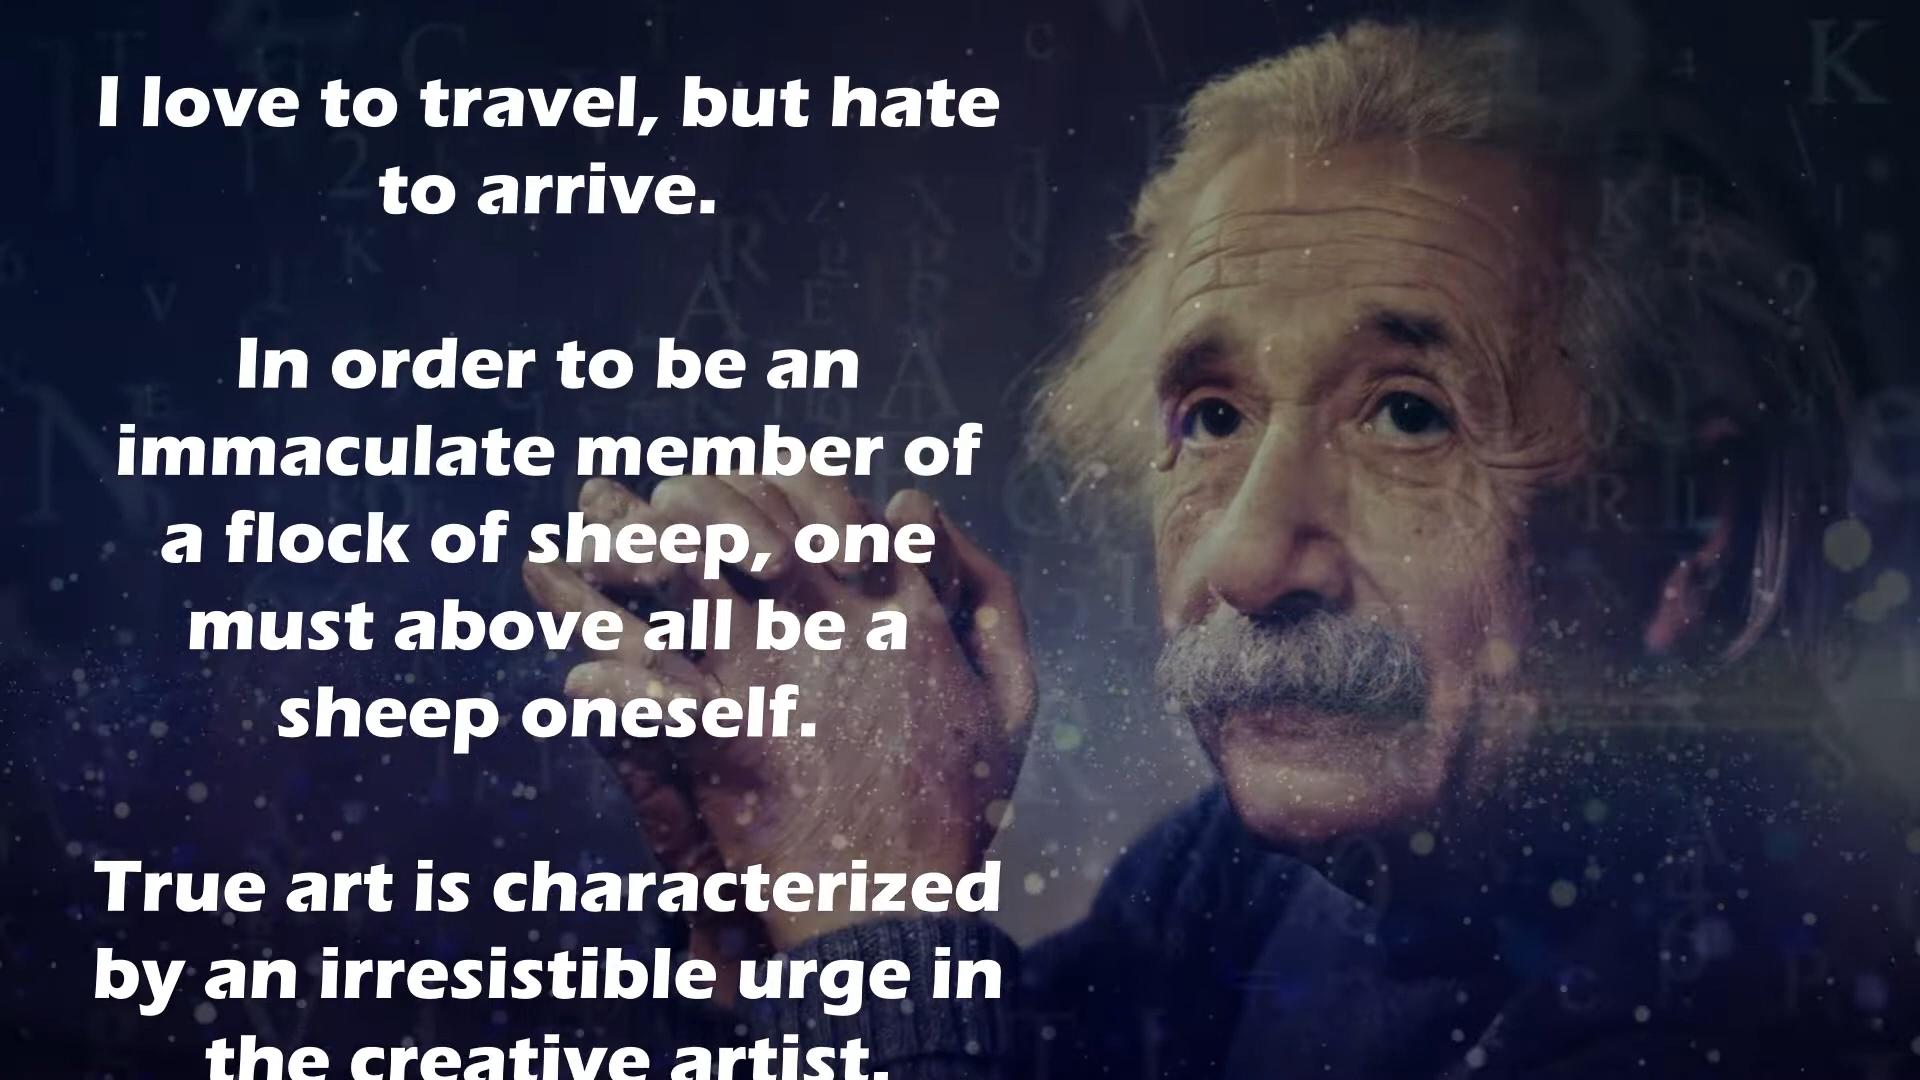 I love to travel, but hate
to arrive.
In order to be an
immaculate member of
a flock of sheep, one
must above all be a
sheep oneself.
True art is characterized
by an irresistible urge in
the creative artist.